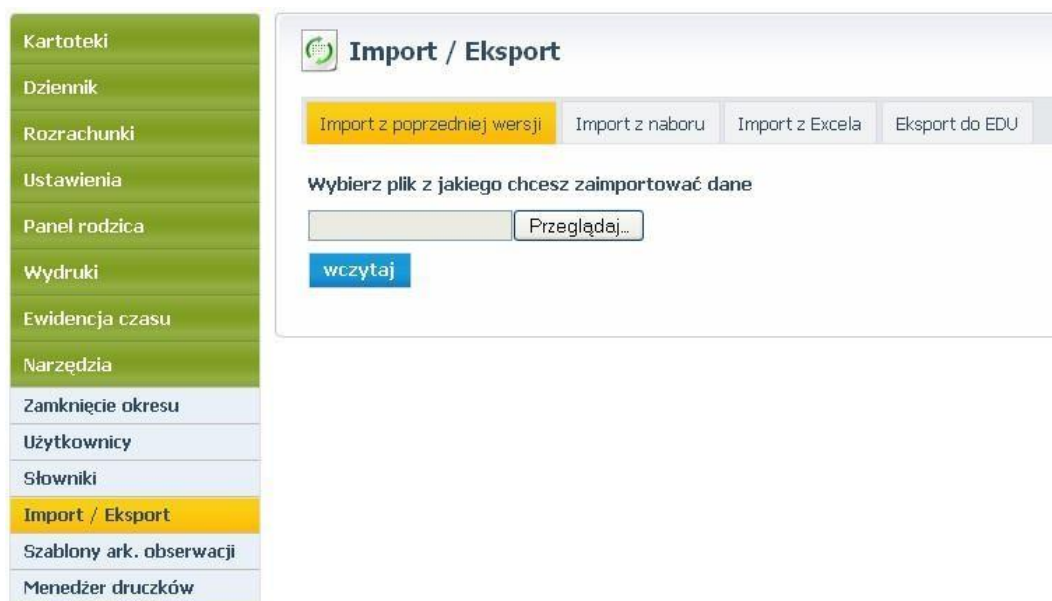 Kartoteki
Dziennik
Rozrachunki
Ustawienia
Panel rodzica
Wydruki
Ewidencja czasu
Narzędzia
Zamknięcie okresu
Użytkownicy
Słowniki
Import / Eksport
Szablony ark. obserwacji
Menedżer druczków
Import / Eksport
Import z poprzedniej wersji Import z naboru Import z Excela Eksport do EDU
Wybierz plik z jakiego chcesz zaimportować dane
Przeglądaj...
wczytaj